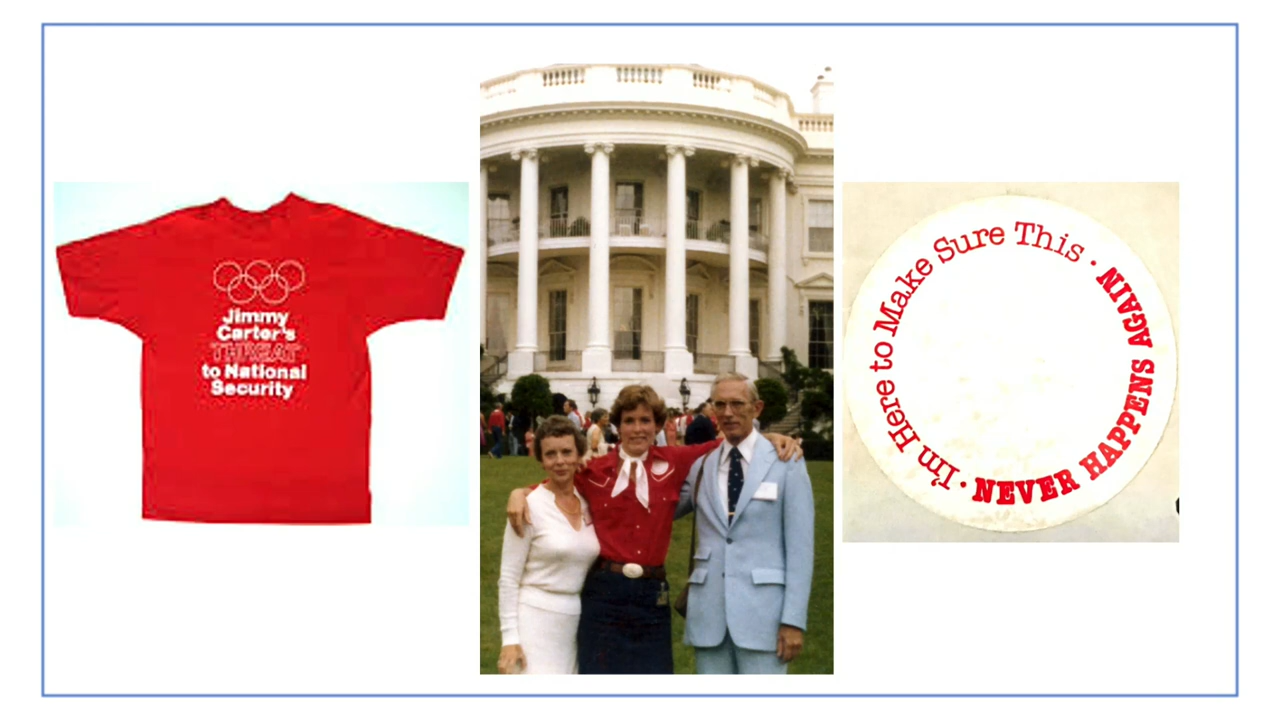 Jimmy
Carter's
THREAT
to National
Security
I'm Here to Make Sure This ·
NEVER HAPPENS AGAIN ·